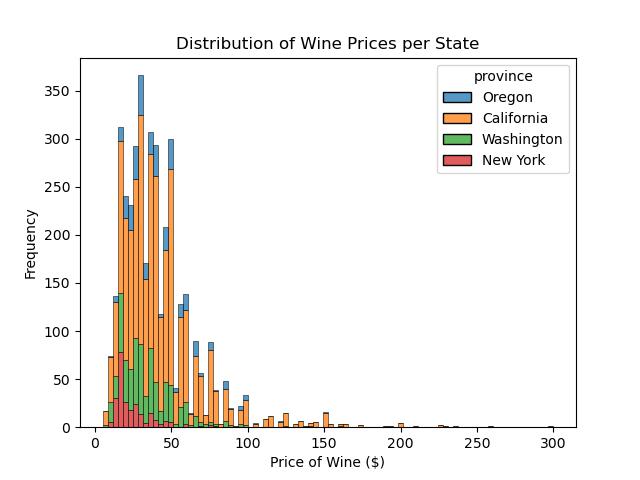 Distribution of Wine Prices per State
province
Oregon
California
Washington
New York
Frequency
350
300
250
200
150
100
50
0
0 50 100 150 200 250 300
Price of Wine ($)